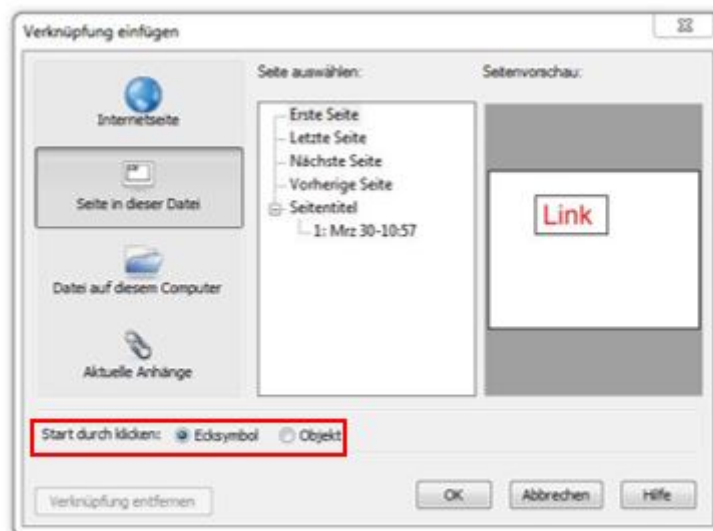 Verknüpfung einfügen
Internetseite
Seite in dieser Datei
Datei auf diesem Computer
Aktuelle Anhänge
Seite auswählen:
Erste Seite
Letzte Seite
Nächste Seite
Vorherige Seite
Seitentitel
1: Mrz 30-10:57
Seitenvorschau:
Link
Start durch klicken: Ecksymbol Objekt
Verknüpfung entfernen OK Abbrechen Hilfe